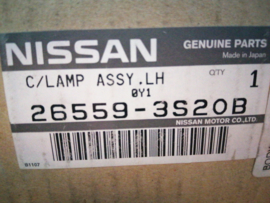 NISSAN
GENUINE PARTS
Made in Japan
C/LAMP ASSY.LH
QTY
1
0Y1
26559-3S20B
NISSAN MOTOR CO.,LTD.